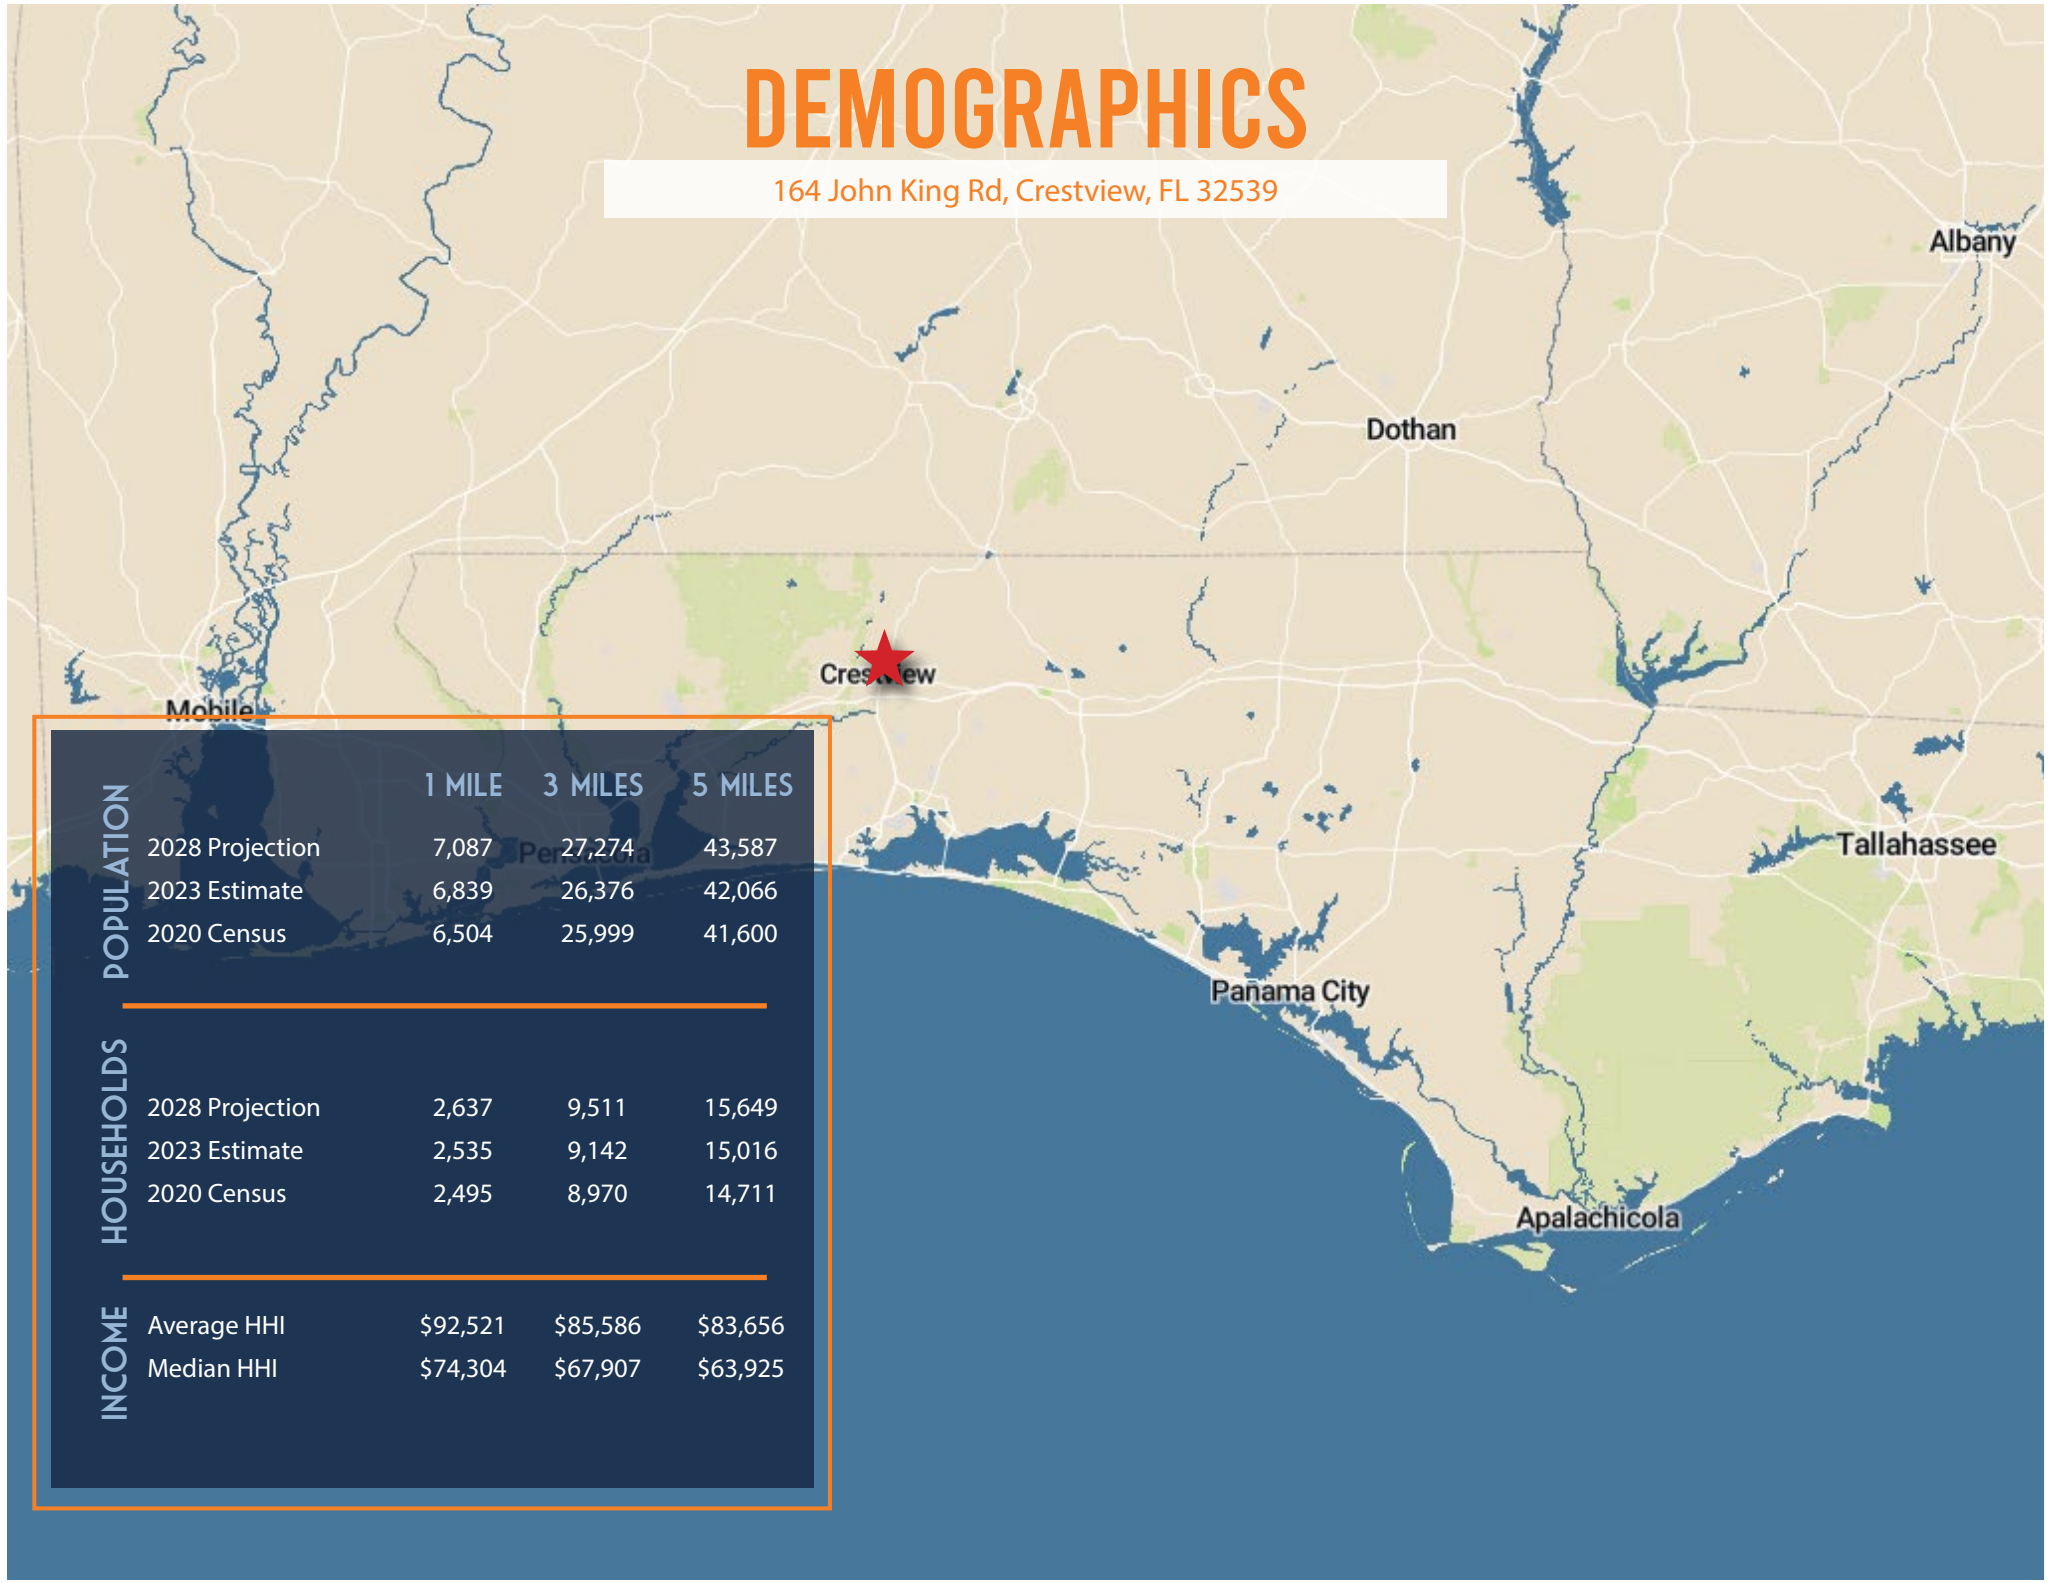 DEMOGRAPHICS
164 John King Rd, Crestview, FL 32539
Albany
Dothan
Crestview
Mobile
Pensacola
Tallahassee
Panama City
Apalachicola
1 MILE 3 MILES 5 MILES
POPULATION
2028 Projection 7,087 27,274 43,587
2023 Estimate 6,839 26,376 42,066
2020 Census 6,504 25,999 41,600
HOUSEHOLDS
2028 Projection 2,637 9,511 15,649
2023 Estimate 2,535 9,142 15,016
2020 Census 2,495 8,970 14,711
INCOME
Average HHI $92,521 $85,586 $83,656
Median HHI $74,304 $67,907 $63,925